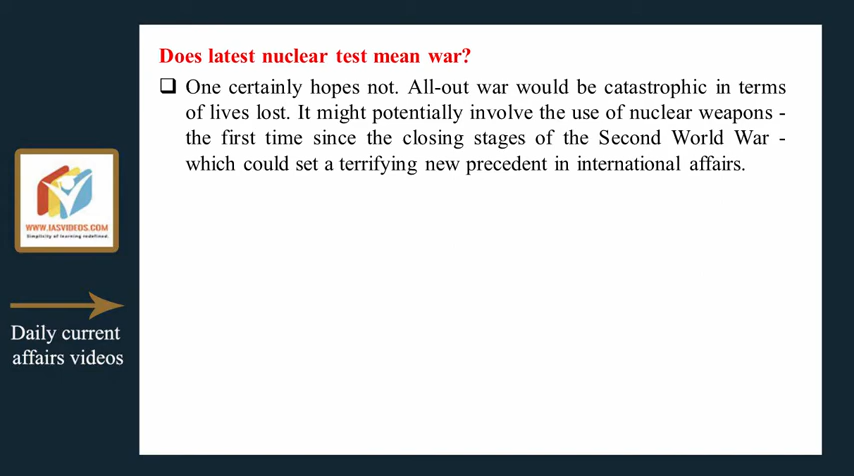 Does latest nuclear test mean war?
One certainly hopes not. All-out war would be catastrophic in terms
of lives lost. It might potentially involve the use of nuclear weapons -
the first time since the closing stages of the Second World War -
which could set a terrifying new precedent in international affairs.
WWW.IASVIDEOS.COM
Simplicity of learning redefined.
Daily current
affairs videos